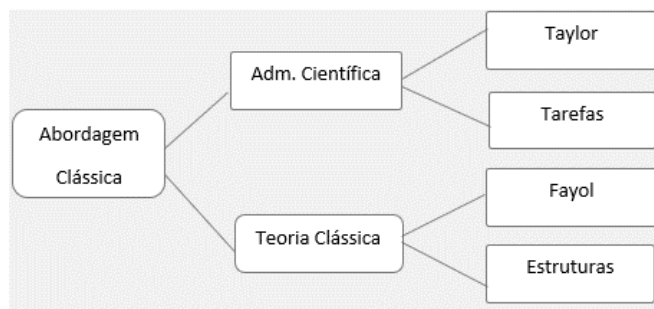 Abordagem
Clássica
Adm. Científica
Taylor
Tarefas
Teoria Clássica
Fayol
Estruturas